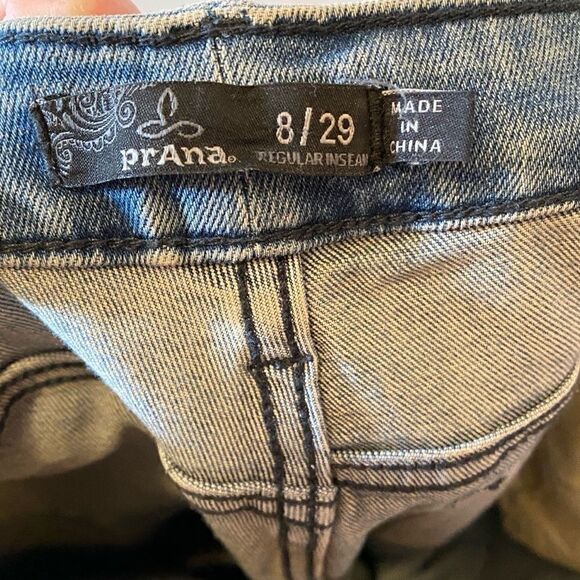 prAna®
8/29
REGULAR INSEAM
MADE
IN
CHINA